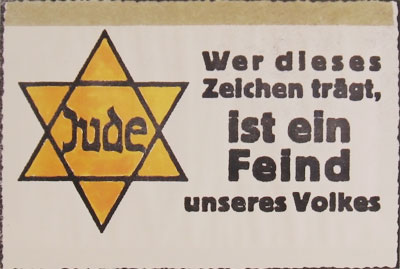 Jude
Wer dieses
Zeichen trägt,
ist ein
Feind
unseres Volkes